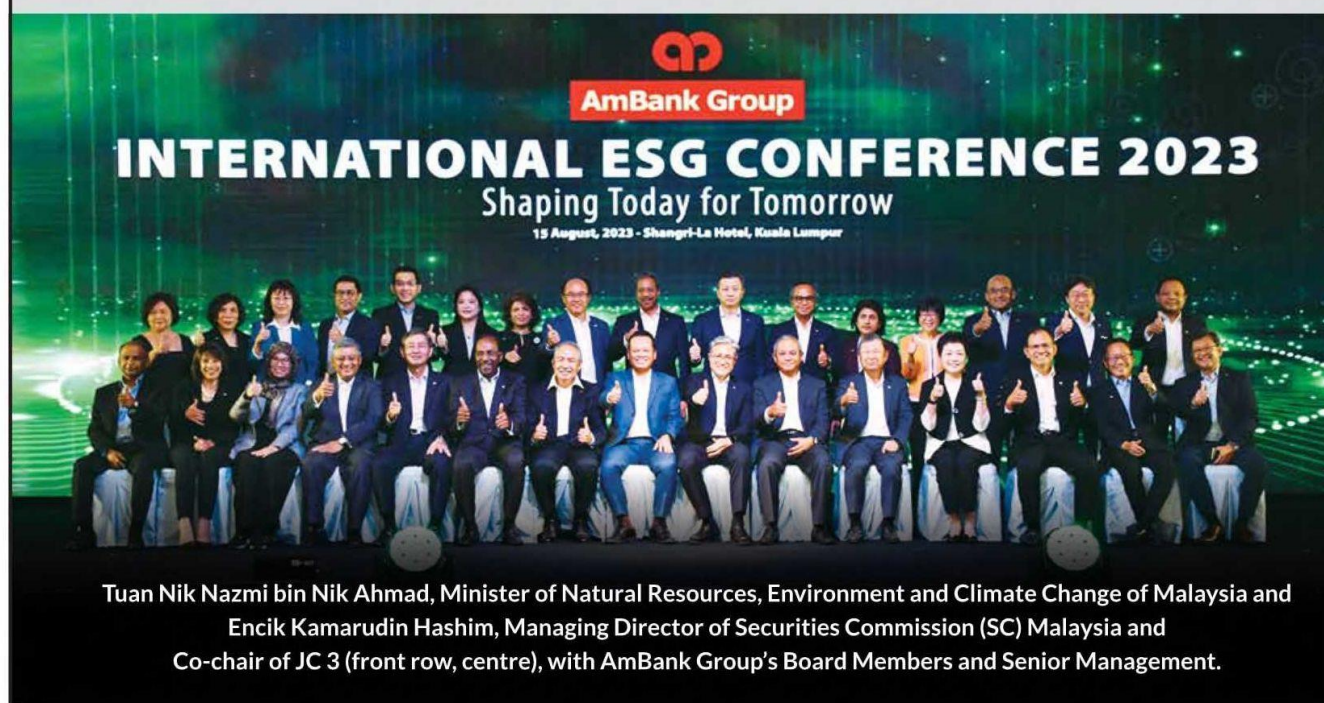 AmBank Group
INTERNATIONAL ESG CONFERENCE 2023
Shaping Today for Tomorrow
15 August, 2023 - Shangri-La Hotel, Kuala Lumpur
Tuan Nik Nazmi bin Nik Ahmad, Minister of Natural Resources, Environment and Climate Change of Malaysia and
Encik Kamarudin Hashim, Managing Director of Securities Commission (SC) Malaysia and
Co-chair of JC 3 (front row, centre), with AmBank Group’s Board Members and Senior Management.